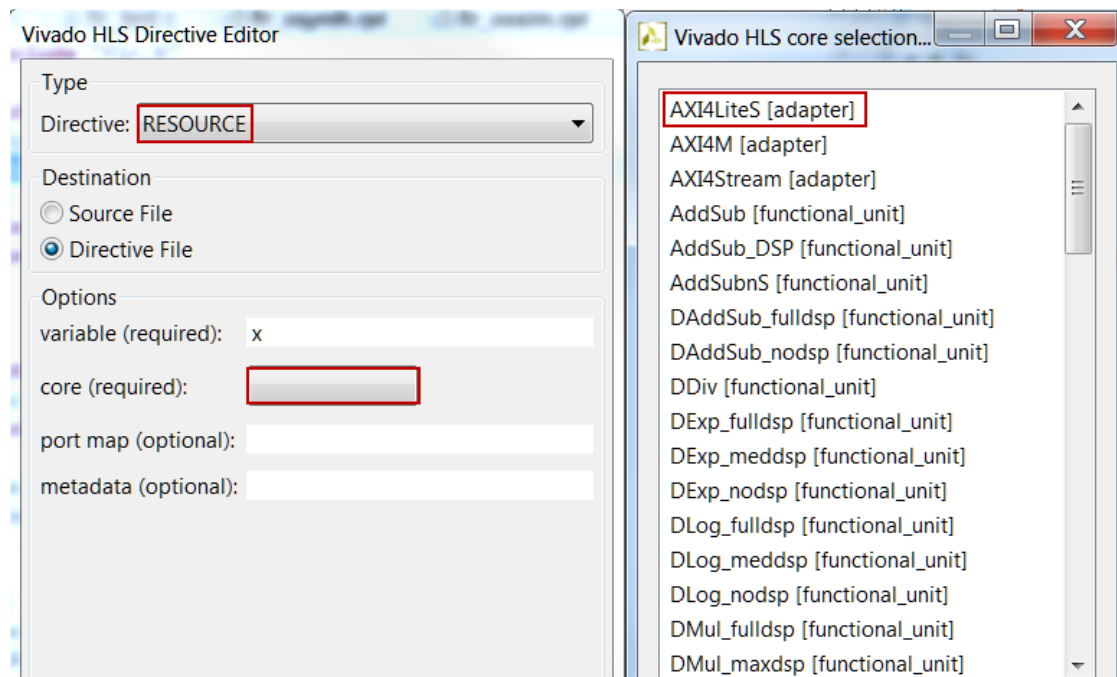 Vivado HLS Directive Editor
Type
Directive: RESOURCE
Destination
Source File
Directive File
Options
variable (required): x
core (required):
port map (optional):
metadata (optional):
Vivado HLS core selection...
AXI4LiteS [adapter]
AXI4M [adapter]
AXI4Stream [adapter]
AddSub [functional_unit]
AddSub_DSP [functional_unit]
AddSubnS [functional_unit]
DAddSub_fulldsp [functional_unit]
DAddSub_nodsp [functional_unit]
DDiv [functional_unit]
DExp_fulldsp [functional_unit]
DExp_meddsp [functional_unit]
DExp_nodsp [functional_unit]
DLog_fulldsp [functional_unit]
DLog_meddsp [functional_unit]
DLog_nodsp [functional_unit]
DMul_fulldsp [functional_unit]
DMul_maxdsp [functional_unit]